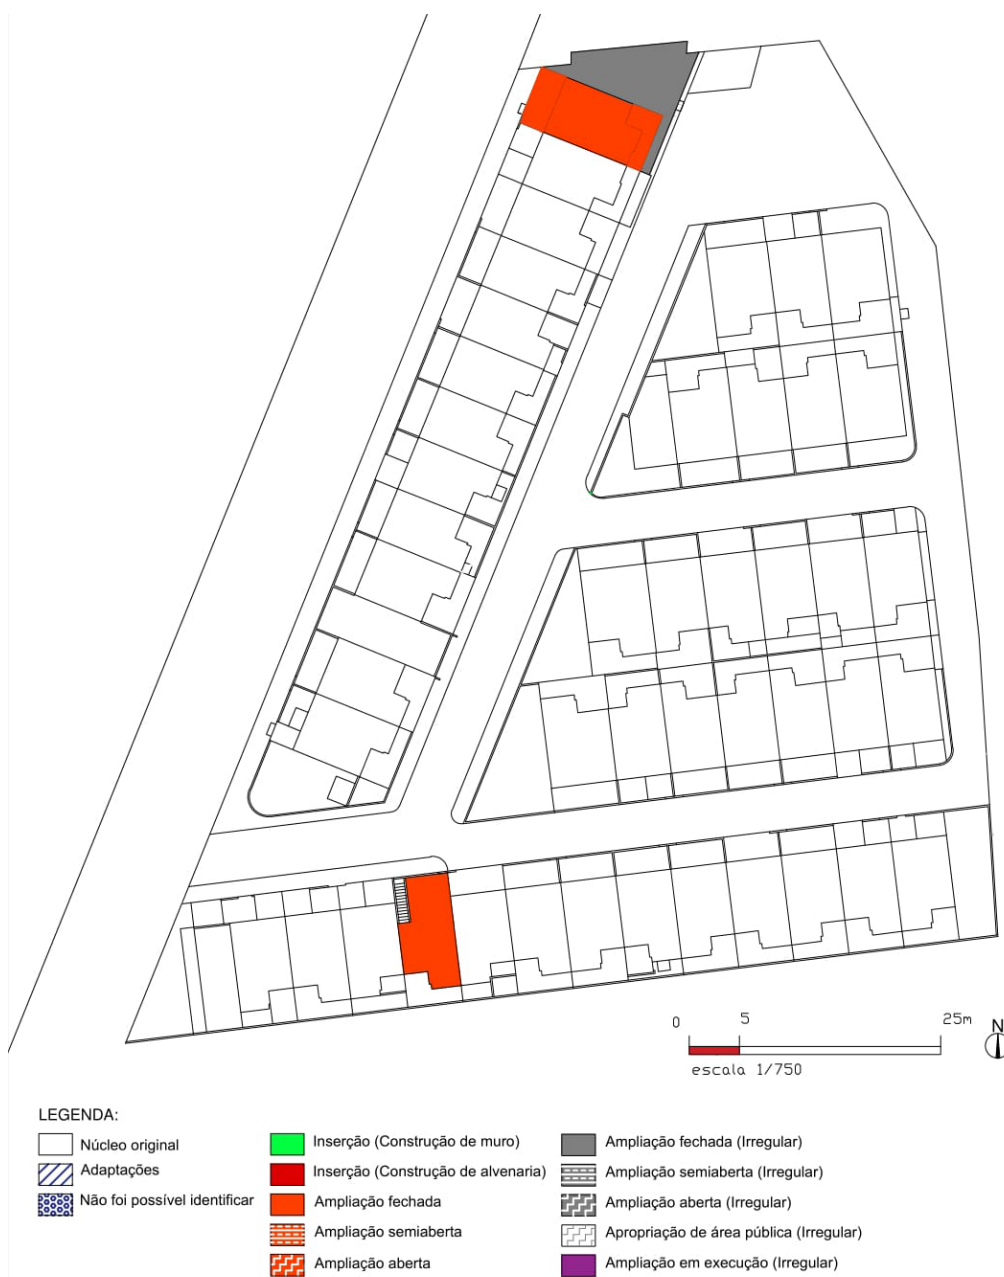 0 5 25m N
escala 1/750
LEGENDA:
Núcleo original
Adaptações
Não foi possível identificar
Inserção (Construção de muro)
Inserção (Construção de alvenaria)
Ampliação fechada
Ampliação semiaberta
Ampliação aberta
Ampliação fechada (Irregular)
Ampliação semiaberta (Irregular)
Ampliação aberta (Irregular)
Apropriação de área pública (Irregular)
Ampliação em execução (Irregular)